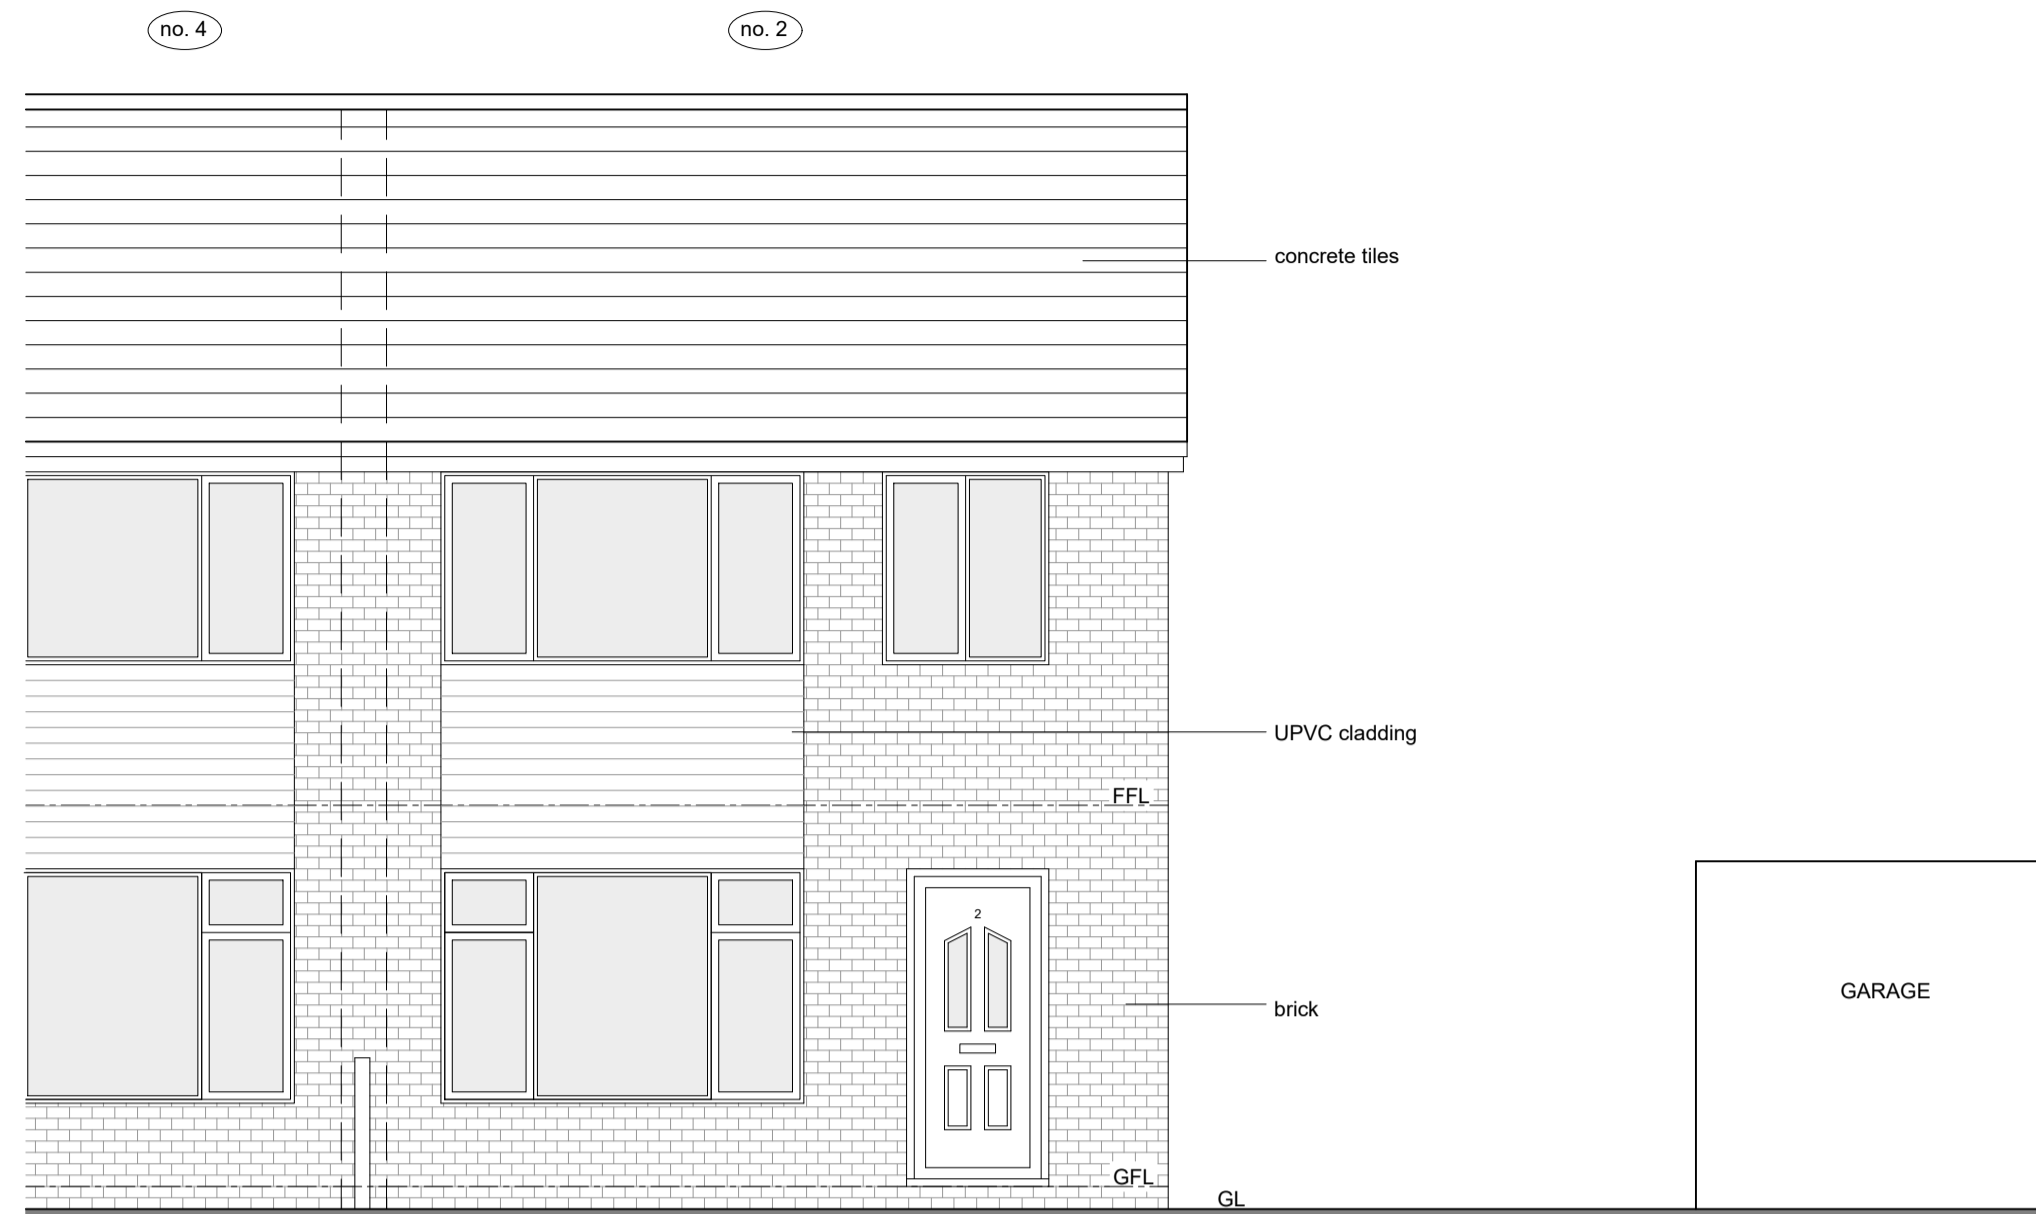 no. 4
no. 2
concrete tiles
UPVC cladding
FFL
2
GARAGE
brick
GFL
GL